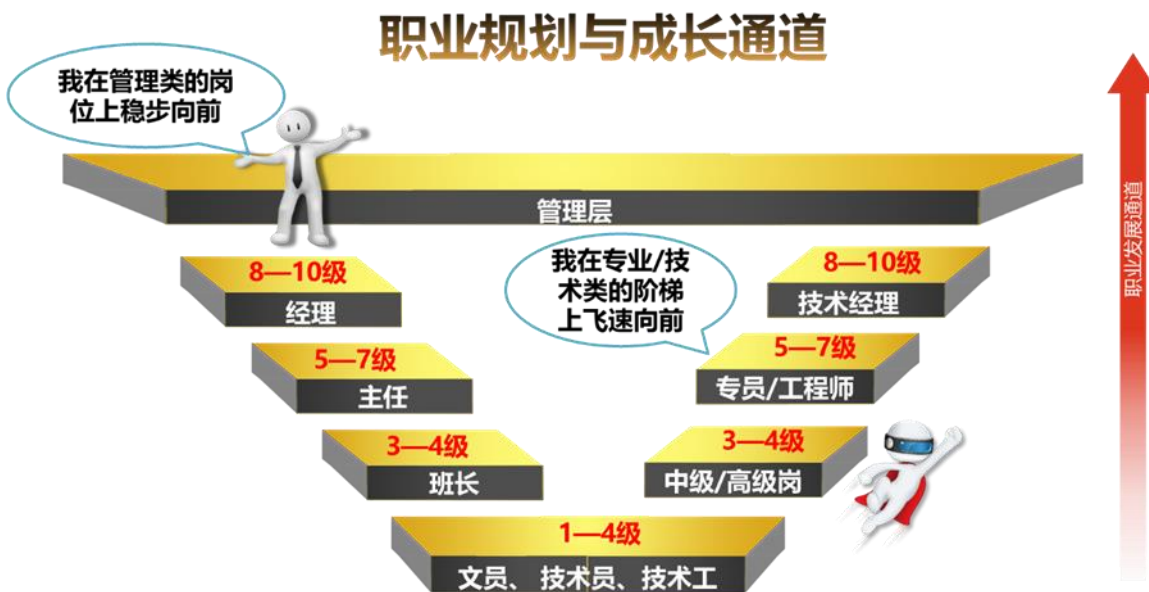 职业规划与成长通道
我在管理类的岗
位上稳步向前
管理层
8—10级
经理
我在专业/技
术类的阶梯
上飞速向前
8—10级
技术经理
5—7级
主任
5—7级
专员/工程师
3—4级
班长
3—4级
中级/高级岗
1—4级
文员、技术员、技术工
职业发展通道